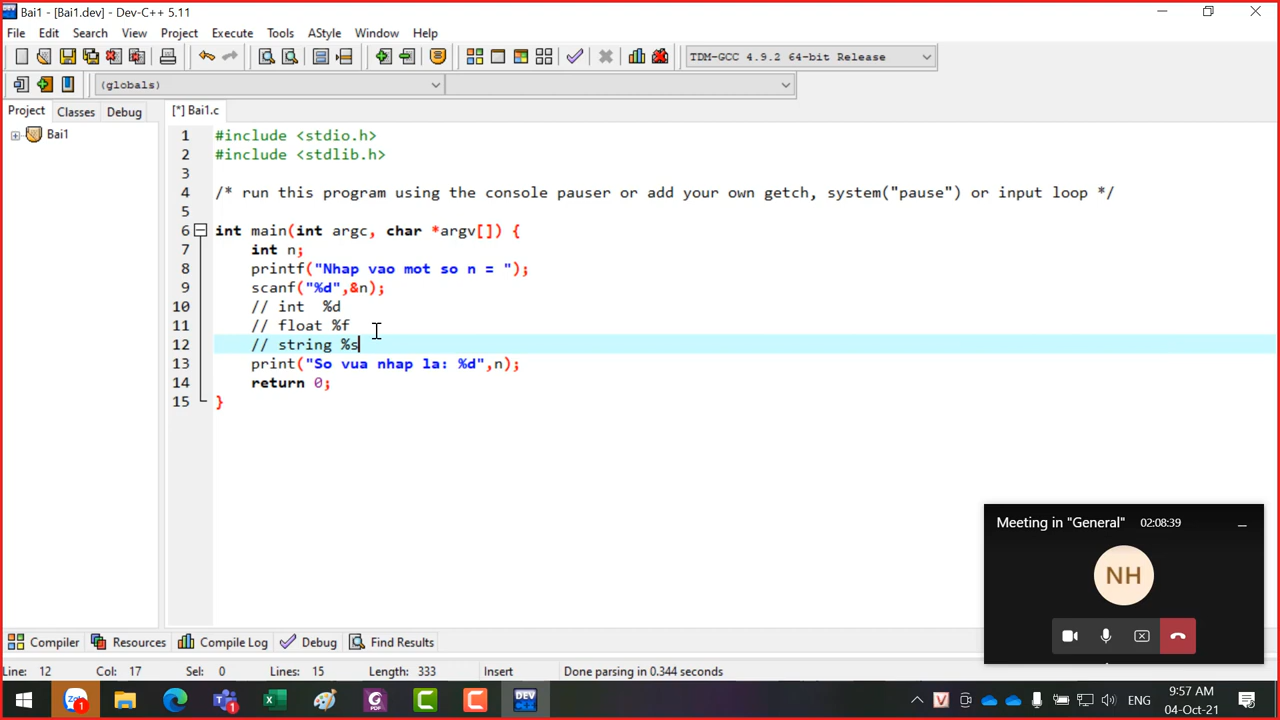 Bai1 - [Bai1.dev] - Dev-C++ 5.11
File Edit Search View Project Execute Tools AStyle Window Help
TDM-GCC 4.9.2 64-bit Release
(globals)
Project Classes Debug [*] Bai1.c
Bai1
1 #include <stdio.h>
2 #include <stdlib.h>
3
4 /* run this program using the console pauser or add your own getch, system("pause") or input loop */
5
6 int main(int argc, char *argv[]) {
7 int n;
8 printf("Nhap vao mot so n = ");
9 scanf("%d",&n);
10 // int  %d
11 // float %f
12 // string %s
13 print("So vua nhap la: %d",n);
14 return 0;
15 }
Meeting in "General" 02:08:39
NH
Compiler Resources Compile Log Debug Find Results
Line: 12 Col: 17 Sel: 0 Lines: 15 Length: 333 Insert Done parsing in 0.344 seconds
Zalo 1
1
DEV
V
ENG
9:57 AM
04-Oct-21